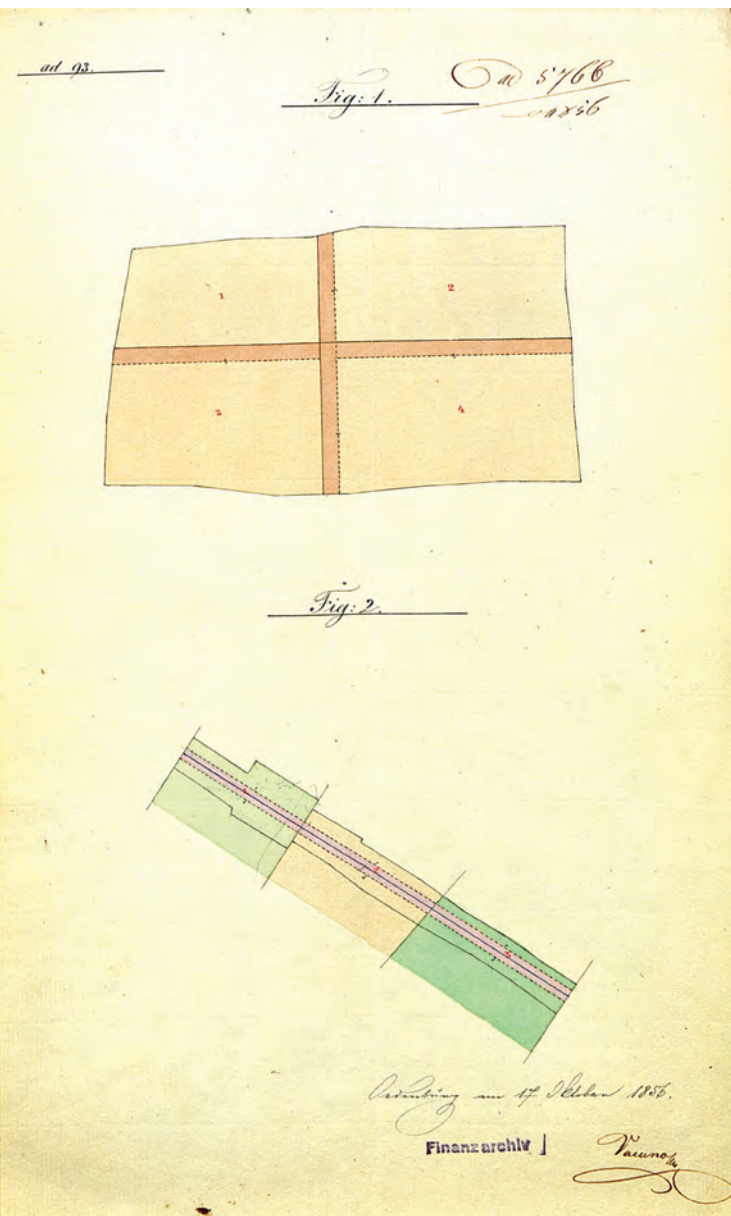 ad 93.
ad 5766
Fig: 1.
1
2
3
4
Fig: 2.
1
2
3
Oedenburg am 17 Oktober 1856.
Finanzarchiv